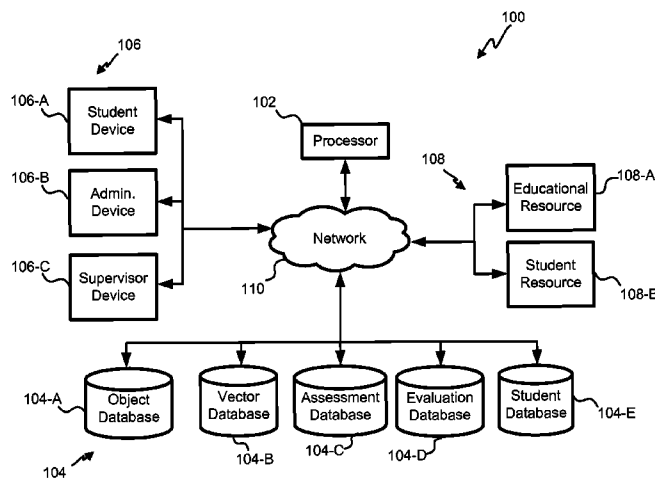 106
100
106-A
Student
Device
102
Processor
106-B
Admin.
Device
108
Educational
Resource
108-A
Network
110
106-C
Supervisor
Device
Student
Resource
108-B
104-A
Object
Database
Vector
Database
Assessment
Database
Evaluation
Database
Student
Database
104-E
104
104-B
104-C
104-D